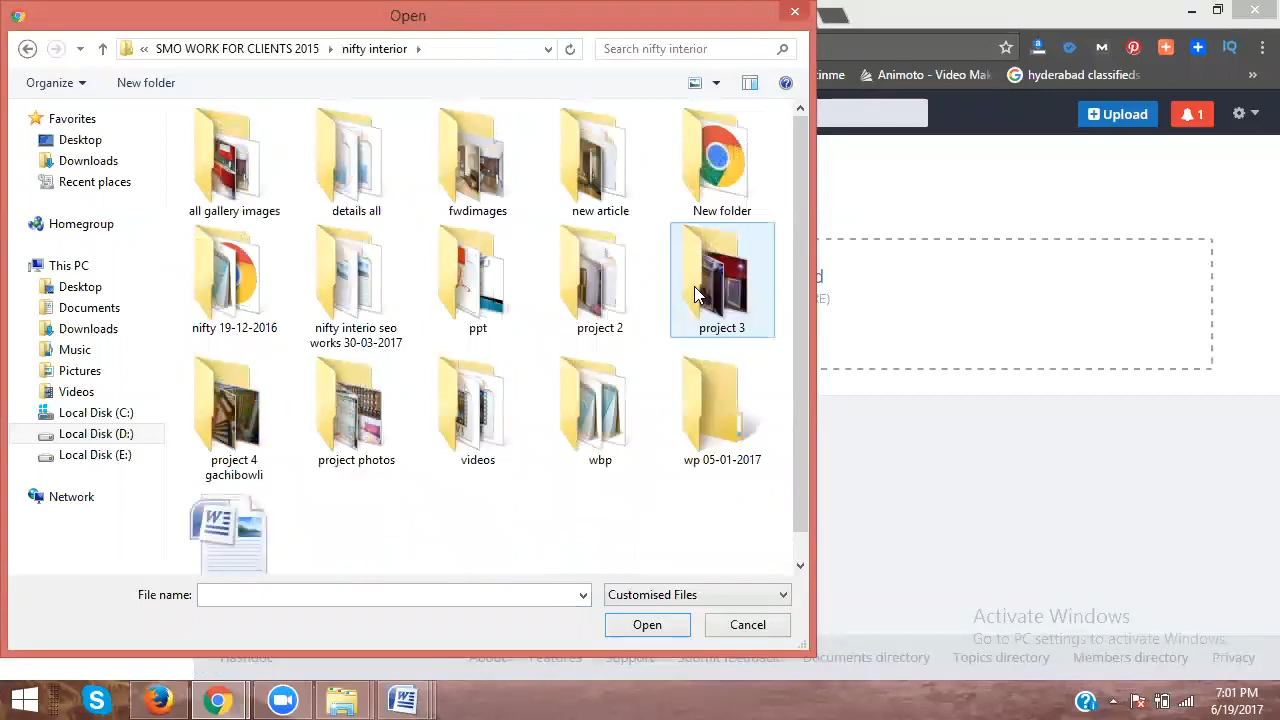 Open
« SMO WORK FOR CLIENTS 2015 nifty interior
Search nifty interior
Organize
New folder
Favorites
Desktop
Downloads
Recent places
Homegroup
This PC
Desktop
Documents
Downloads
Music
Pictures
Videos
Local Disk (C:)
Local Disk (D:)
Local Disk (E:)
Network
all gallery images
details all
fwdimages
new article
New folder
nifty 19-12-2016
nifty interio seo works 30-03-2017
ppt
project 2
project 3
project 4 gachibowli
project photos
videos
wbp
wp 05-01-2017
File name:
Customised Files
Open
Cancel
Animoto - Video Mak
hyderabad classifieds
»
IQ
Upload
1
Activate Windows
Go to PC settings to activate Windows.
Hashdoc
About
Features
Support
Submit feedback
Documents directory
Topics directory
Members directory
Privacy
7:01 PM
6/19/2017